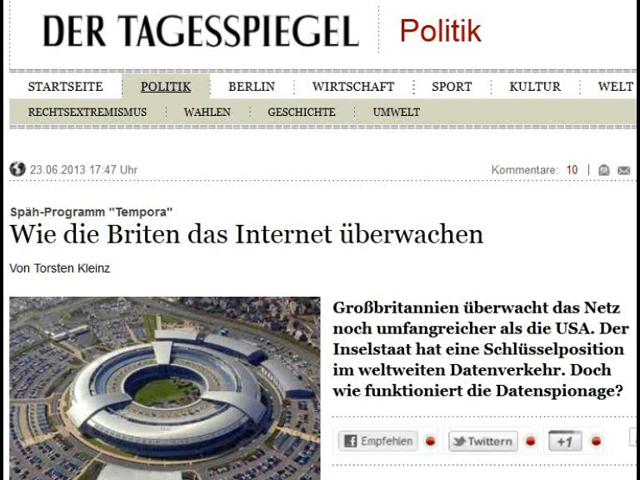 DER TAGESSPIEGEL Politik
STARTSEITE POLITIK BERLIN WIRTSCHAFT SPORT KULTUR WELT
RECHTSEXTREMISMUS WAHLEN GESCHICHTE UMWELT
23.06.2013 17:47 Uhr Kommentare: 10 |
Späh-Programm "Tempora"
Wie die Briten das Internet überwachen
Von Torsten Kleinz
Großbritannien überwacht das Netz
noch umfangreicher als die USA. Der
Inselstaat hat eine Schlüsselposition
im weltweiten Datenverkehr. Doch
wie funktioniert die Datenspionage?
f Empfehlen Twittern +1